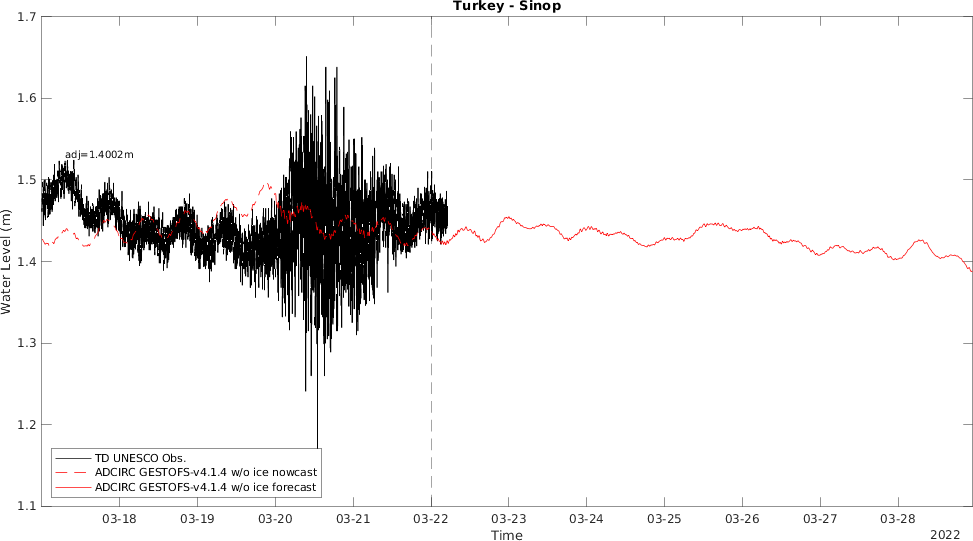 Turkey - Sinop
1.7
1.6
1.5
1.4
1.3
1.2
1.1
Water Level (m)
adj=1.4002m
TD UNESCO Obs.
ADCIRC GESTOFS-v4.1.4 w/o ice nowcast
ADCIRC GESTOFS-v4.1.4 w/o ice forecast
03-18 03-19 03-20 03-21 03-22 03-23 03-24 03-25 03-26 03-27 03-28
Time
2022